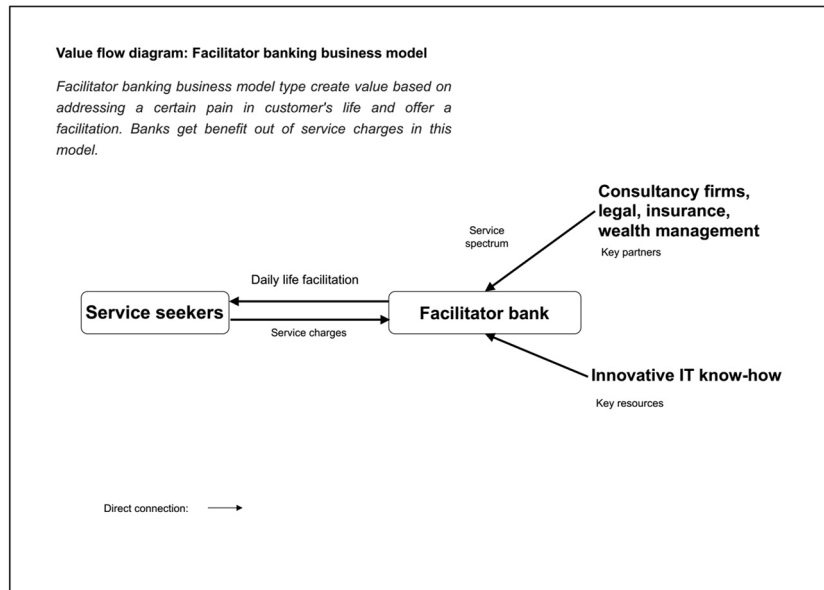 Value flow diagram: Facilitator banking business model
Facilitator banking business model type create value based on
addressing a certain pain in customer's life and offer a
facilitation. Banks get benefit out of service charges in this
model.
Consultancy firms,
legal, insurance,
wealth management
Key partners
Service
spectrum
Daily life facilitation
Service seekers
Facilitator bank
Service charges
Innovative IT know-how
Key resources
Direct connection: